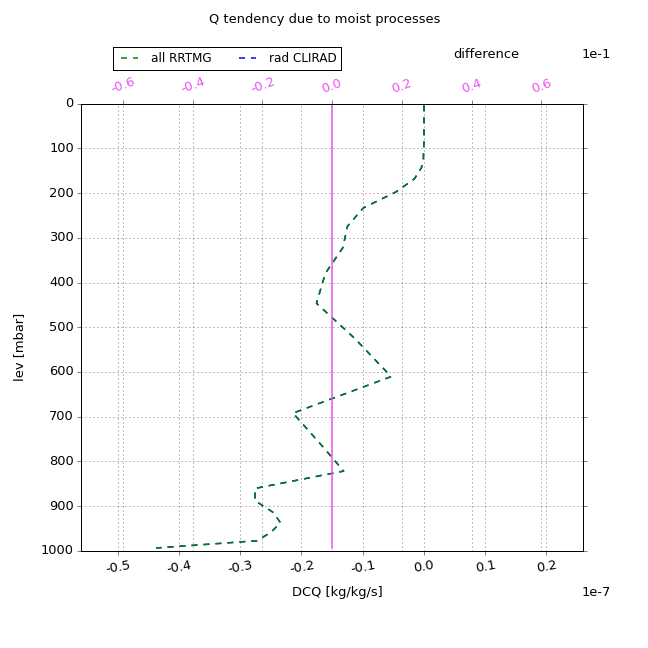 Q tendency due to moist processes
all RRTMG rad CLIRAD difference 1e-1
-0.6 -0.4 -0.2 0.0 0.2 0.4 0.6
0
100
200
300
400
500
600
700
800
900
1000
lev [mbar]
-0.5 -0.4 -0.3 -0.2 -0.1 0.0 0.1 0.2
DCQ [kg/kg/s] 1e-7